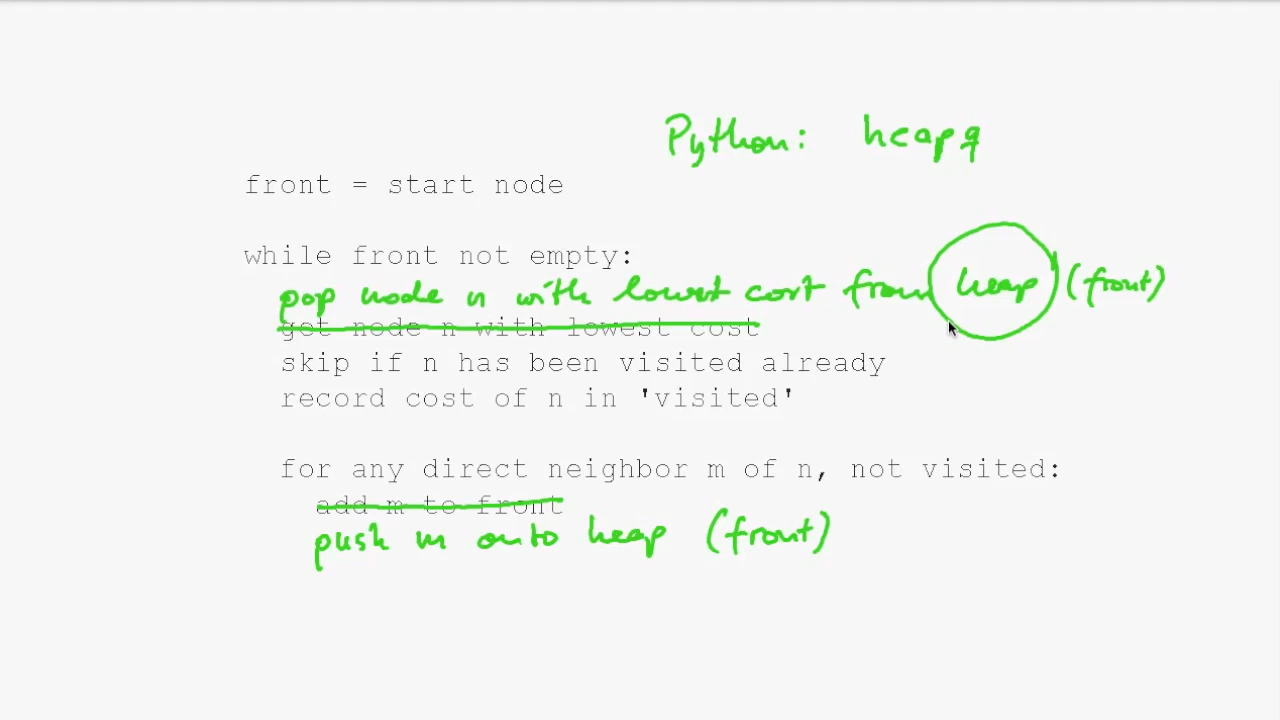 Python: heapq
front = start node
while front not empty:
pop node n with lowest cost from heap (front)
get node n with lowest cost
skip if n has been visited already
record cost of n in 'visited'
for any direct neighbor m of n, not visited:
add m to front
push m onto heap (front)